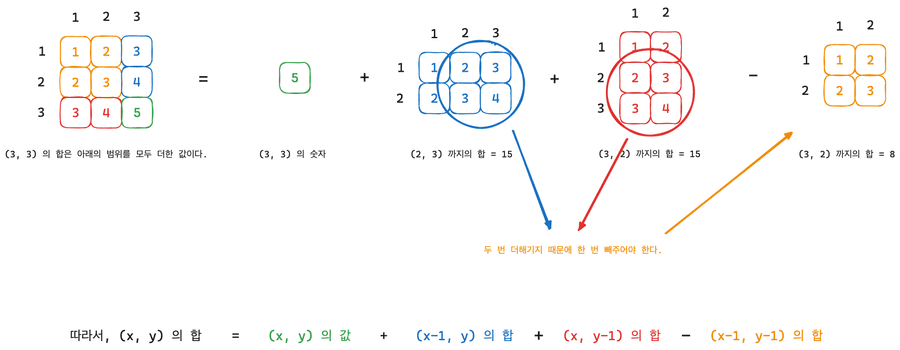 1 2 3
1 1 2 3
2 2 3 4
3 3 4 5
=
5
+
1 2 3
1 1 2 3
2 2 3 4
+
1 2
1 1 2
2 2 3
3 3 4
-
1 2
1 1 2
2 2 3
(3, 3) 의 합은 아래의 범위를 모두 더한 값이다.
(3, 3) 의 숫자
(2, 3) 까지의 합 = 15
(3, 2) 까지의 합 = 15
(3, 2) 까지의 합 = 8
두 번 더해기지 때문에 한 번 빼주어야 한다.
따라서, (x, y) 의 합 = (x, y) 의 값 + (x-1, y) 의 합 + (x, y-1) 의 합 - (x-1, y-1) 의 합